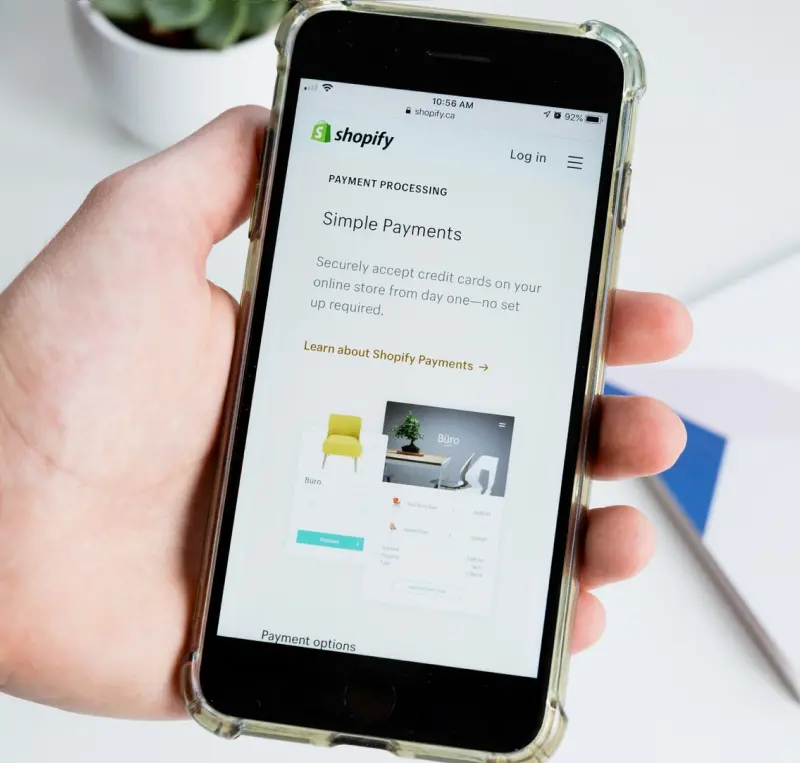 10:56 AM
shopify.ca
92%
shopify
Log in
PAYMENT PROCESSING
Simple Payments
Securely accept credit cards on your
online store from day one—no set
up required.
Learn about Shopify Payments →
Büro
Büro
Payment options